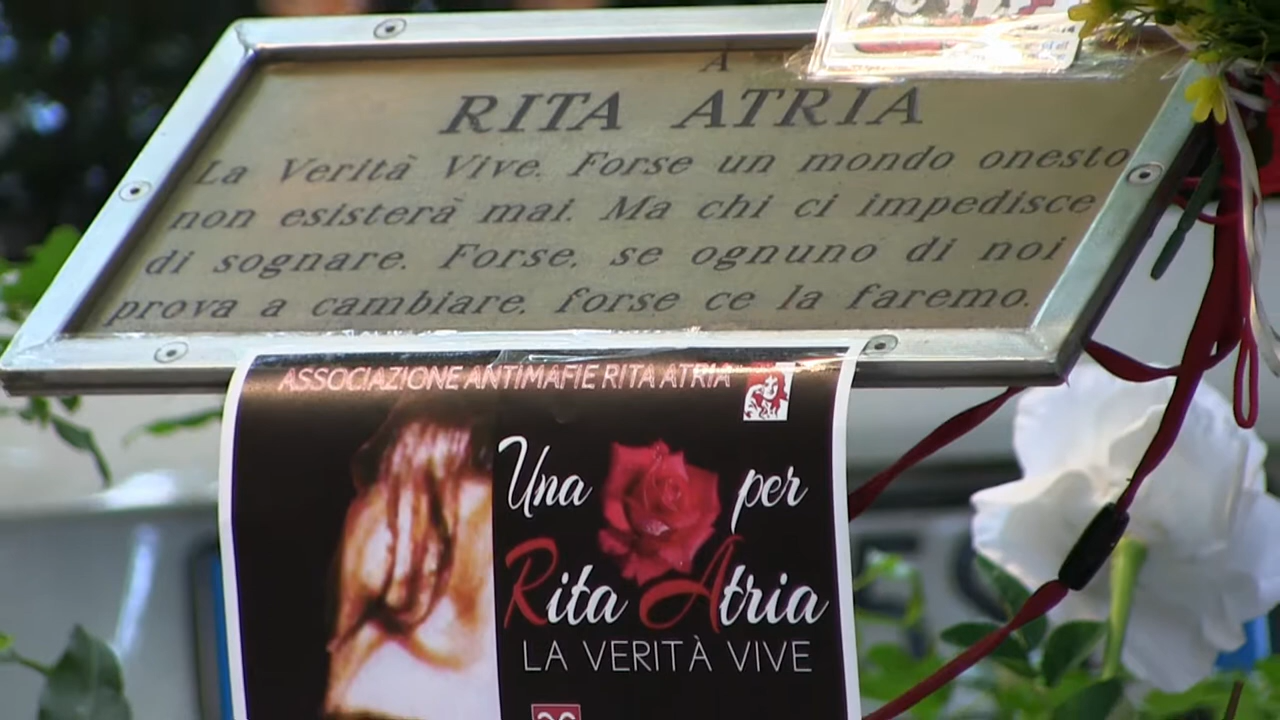 A
RITA ATRIA
La Verità Vive. Forse un mondo onesto
non esisterà mai. Ma chi ci impedisce
di sognare. Forse, se ognuno di noi
prova a cambiare, forse ce la faremo.
ASSOCIAZIONE ANTIMAFIE RITA ATRIA
Una per
Rita Atria
LA VERITÀ VIVE